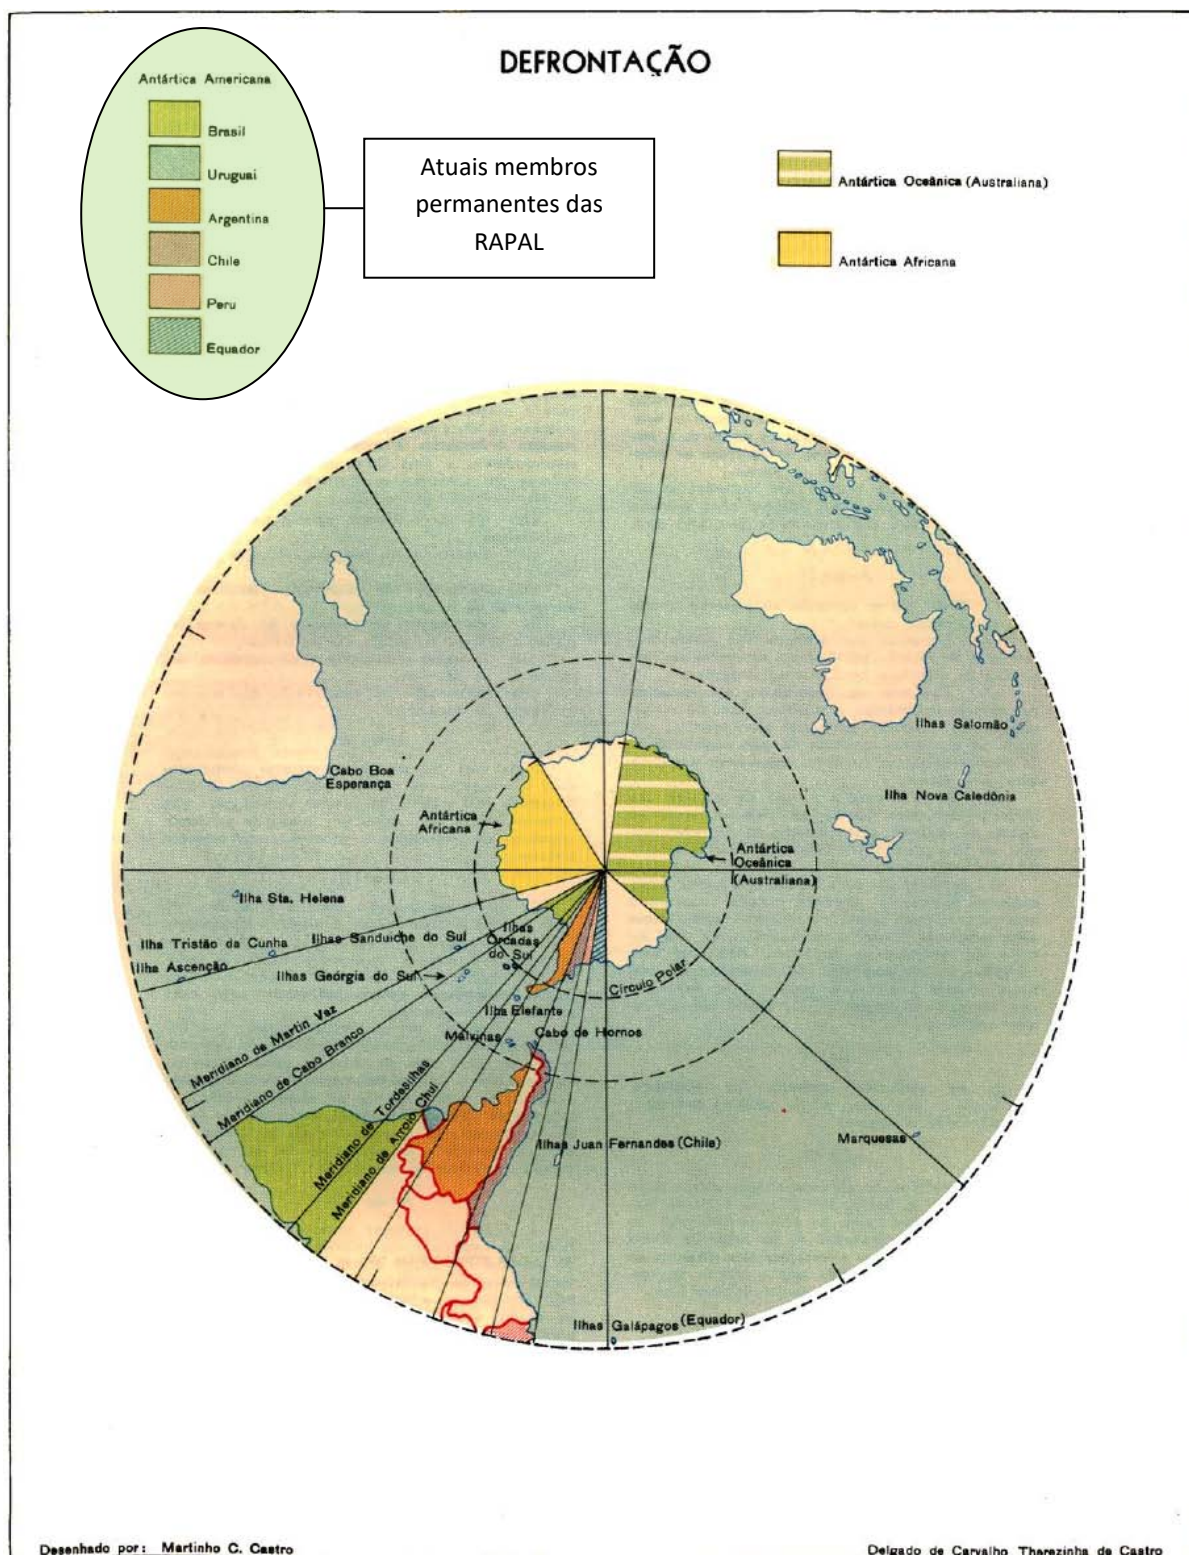 DEFRONTAÇÃO
Antártica Americana
Brasil
Uruguai
Argentina
Chile
Peru
Equador
Atuais membros
permanentes das
RAPAL
Antártica Oceânica (Australiana)
Antártica Africana
Ilhas Salomão
Cabo Boa
Esperança
Ilha Nova Caledônia
Antártica
Africana
Antártica
Oceânica
(Australiana)
Ilha Sta. Helena
Ilhas
Orcadas
do Sul
Ilhas Sanduiche do Sul
Ilha Tristão da Cunha
Ilha Ascenção
Ilhas Geórgia do Sul
Círculo Polar
Ilha Elefante
Meridiano de Martin Vaz
Malvinas
Cabo de Hornos
Meridiano de Cabo Branco
Meridiano de Tordesilhas
Meridiano de Arroio Chuí
Ilhas Juan Fernandes (Chile)
Marquesas
Ilhas Galápagos (Equador)
Desenhado por: Martinho C. Castro
Delgado de Carvalho Therezinha de Castro